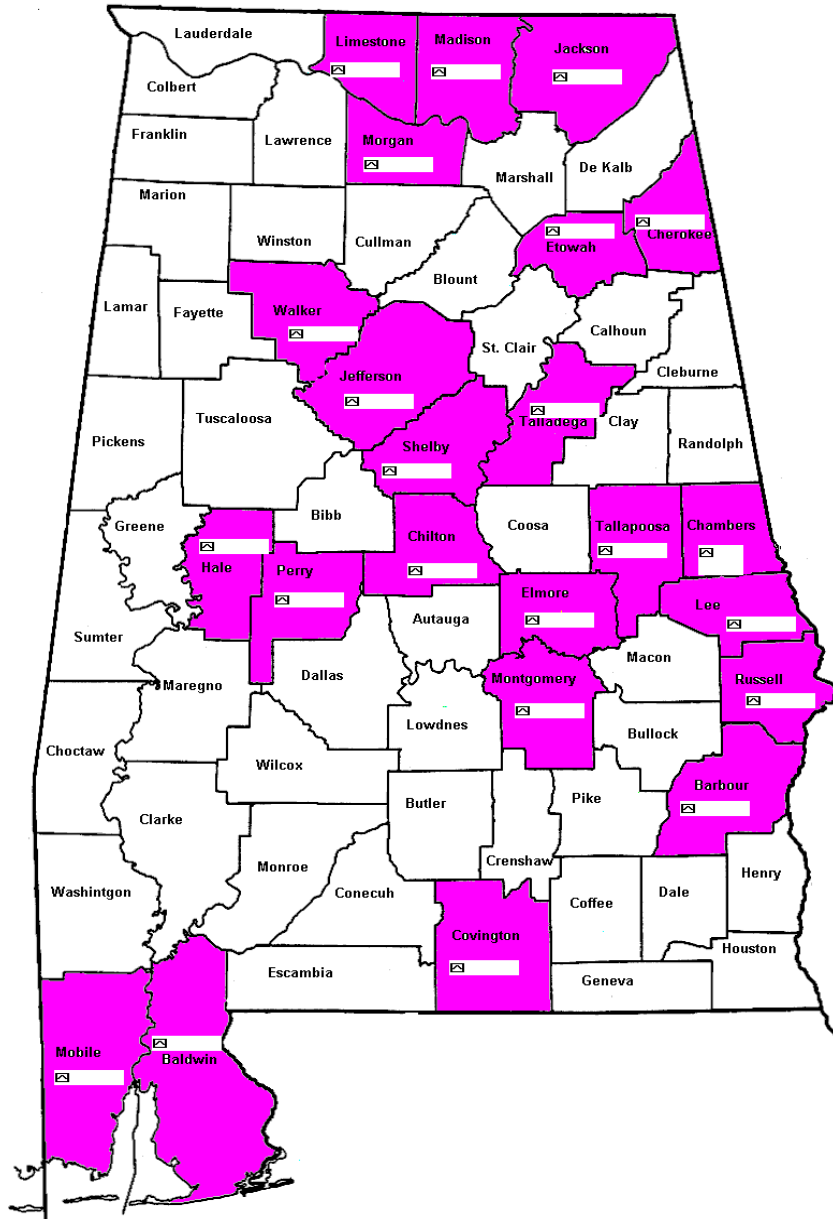 Lauderdale
Limestone
Madison
Jackson
Colbert
Franklin
Lawrence
Morgan
Marshall
De Kalb
Marion
Winston
Cullman
Etowah
Cherokee
Blount
Lamar
Fayette
Walker
St. Clair
Calhoun
Cleburne
Jefferson
Tuscaloosa
Pickens
Shelby
Talladega
Clay
Randolph
Greene
Bibb
Chilton
Coosa
Tallapoosa
Chambers
Hale
Perry
Elmore
Lee
Sumter
Autauga
Macon
Maregno
Dallas
Montgomery
Russell
Choctaw
Lowdnes
Bullock
Wilcox
Barbour
Clarke
Butler
Pike
Crenshaw
Monroe
Washintgon
Conecuh
Coffee
Dale
Henry
Covington
Houston
Escambia
Geneva
Mobile
Baldwin